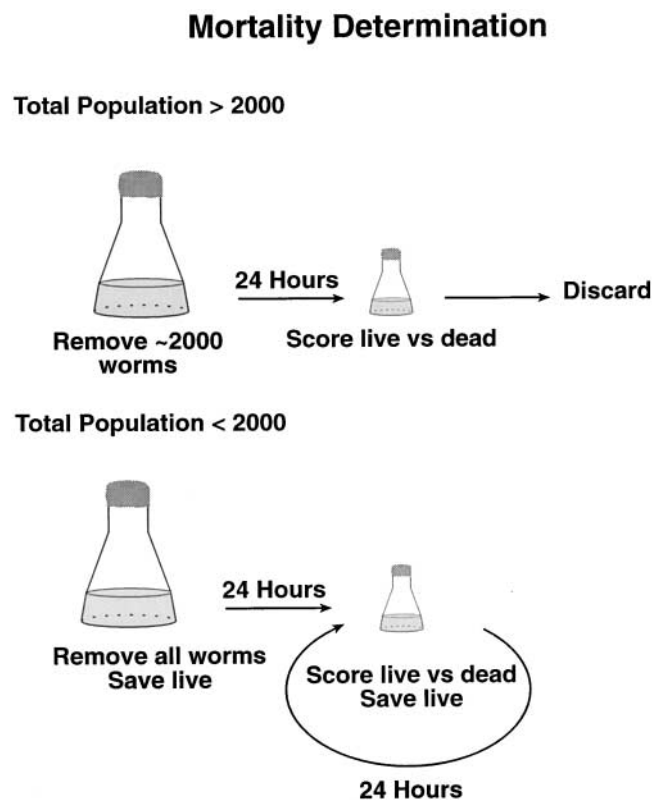 Mortality Determination
Total Population > 2000
24 Hours
Discard
Remove ~2000
worms
Score live vs dead
Total Population < 2000
24 Hours
Remove all worms
Save live
Score live vs dead
Save live
24 Hours